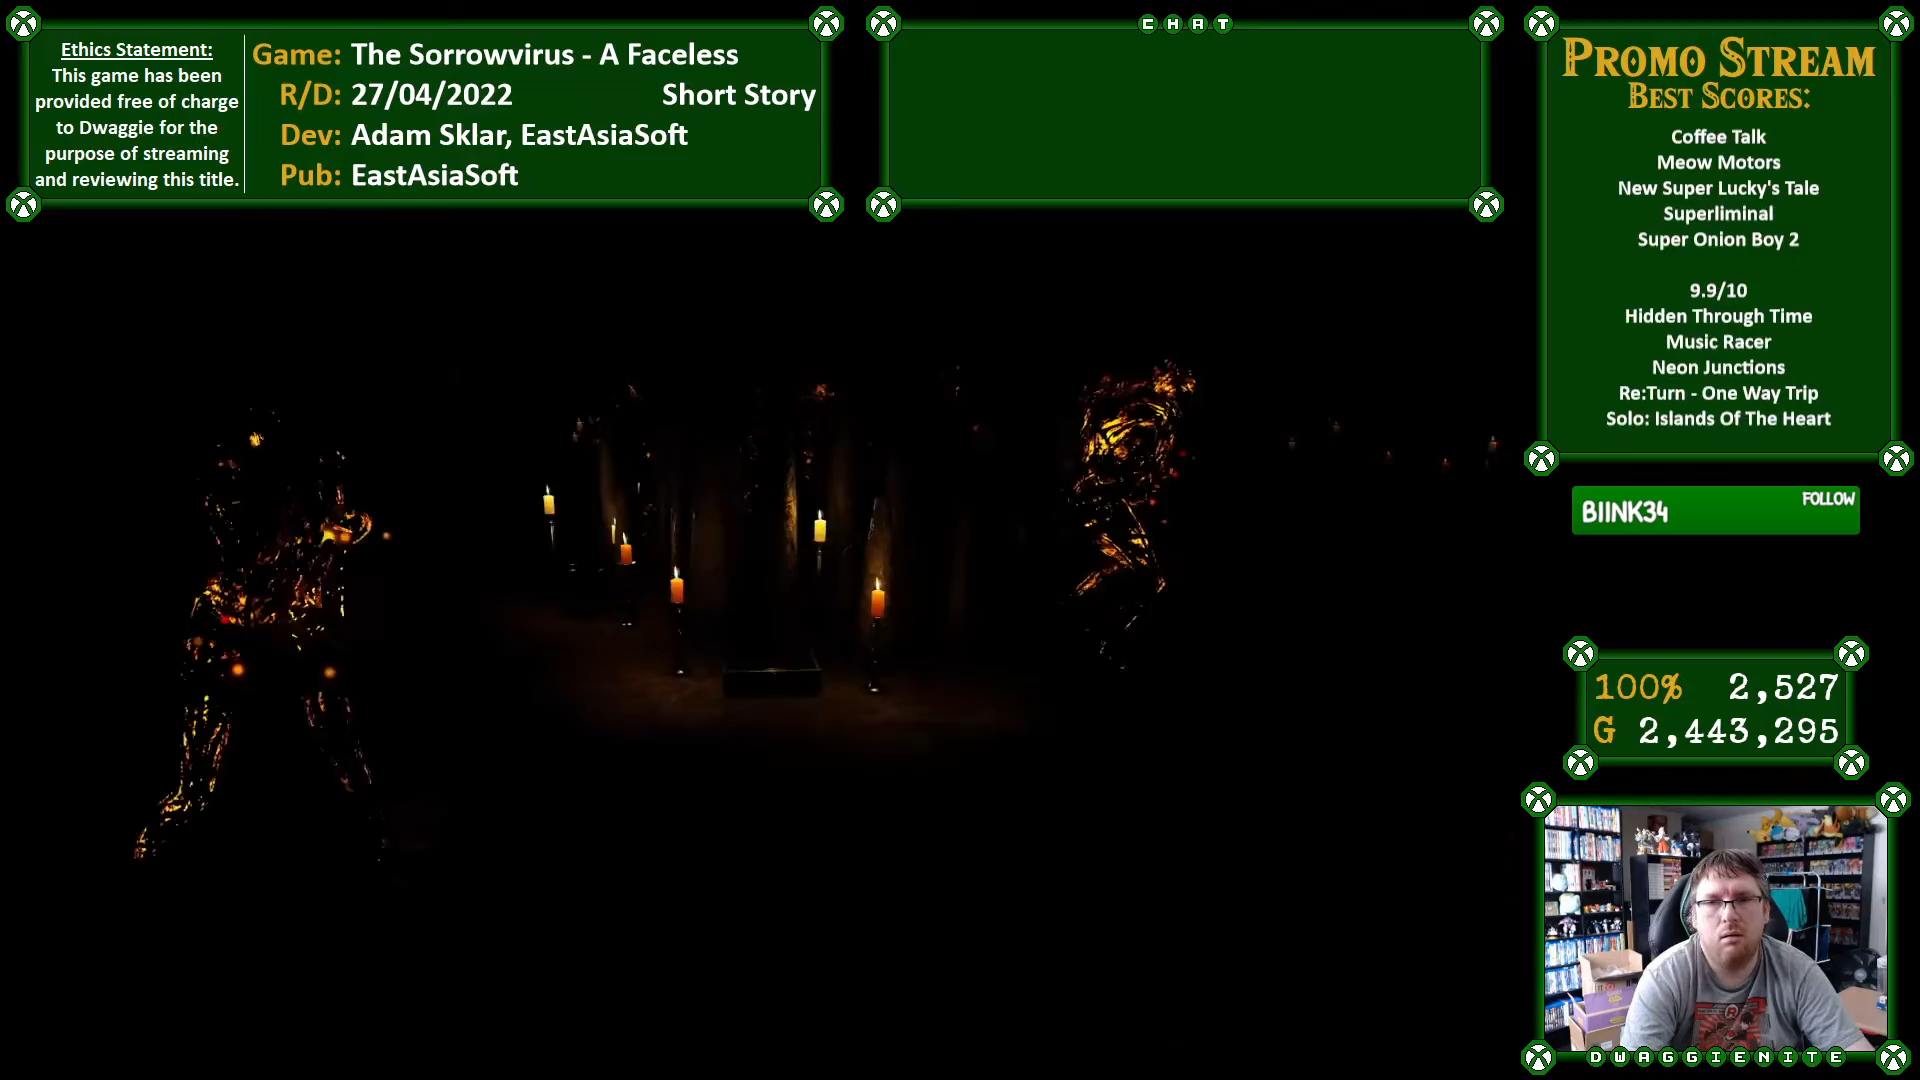 Ethics Statement:
This game has been
provided free of charge
to Dwaggie for the
purpose of streaming
and reviewing this title.
Game: The Sorrowvirus - A Faceless
R/D: 27/04/2022 Short Story
Dev: Adam Sklar, EastAsiaSoft
Pub: EastAsiaSoft
CHAT
PROMO STREAM
BEST SCORES:
Coffee Talk
Meow Motors
New Super Lucky's Tale
Superliminal
Super Onion Boy 2
9.9/10
Hidden Through Time
Music Racer
Neon Junctions
Re:Turn - One Way Trip
Solo: Islands Of The Heart
BIINK34 FOLLOW
100% 2,527
G 2,443,295
DWAGGIENITE